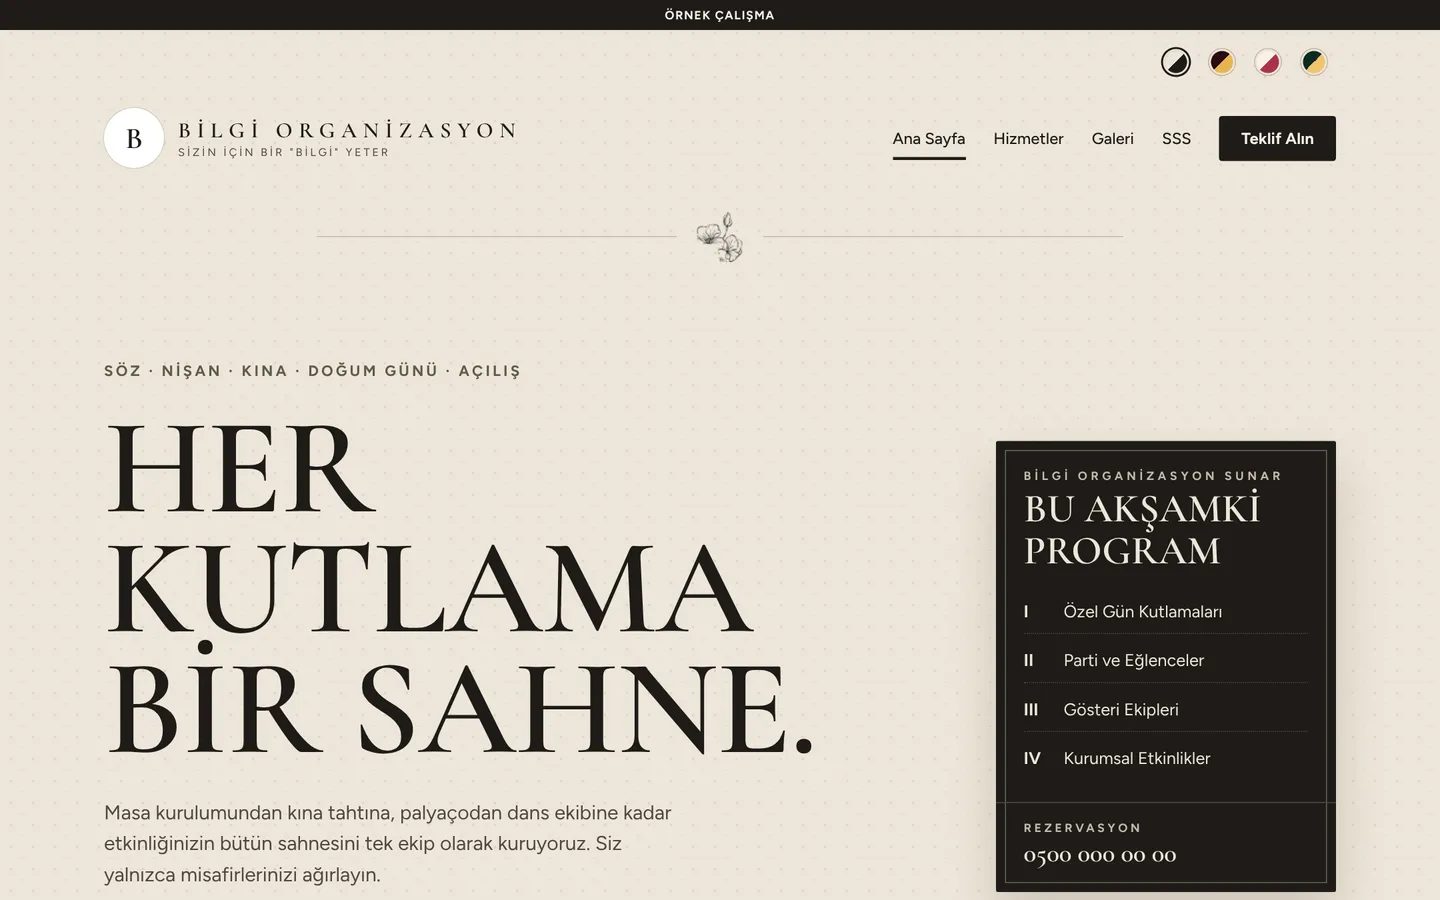 ÖRNEK ÇALIŞMA
B
BİLGİ ORGANİZASYON
SİZİN İÇİN BİR "BİLGİ" YETER
Ana Sayfa
Hizmetler
Galeri
SSS
Teklif Alın
SÖZ · NİŞAN · KINA · DOĞUM GÜNÜ · AÇILIŞ
HER
KUTLAMA
BİR SAHNE.
Masa kurulumundan kına tahtına, palyaçodan dans ekibine kadar
etkinliğinizin bütün sahnesini tek ekip olarak kuruyoruz. Siz
yalnızca misafirlerinizi ağırlayın.
BİLGİ ORGANİZASYON SUNAR
BU AKŞAMKİ
PROGRAM
I Özel Gün Kutlamaları
II Parti ve Eğlenceler
III Gösteri Ekipleri
IV Kurumsal Etkinlikler
REZERVASYON
0500 000 00 00